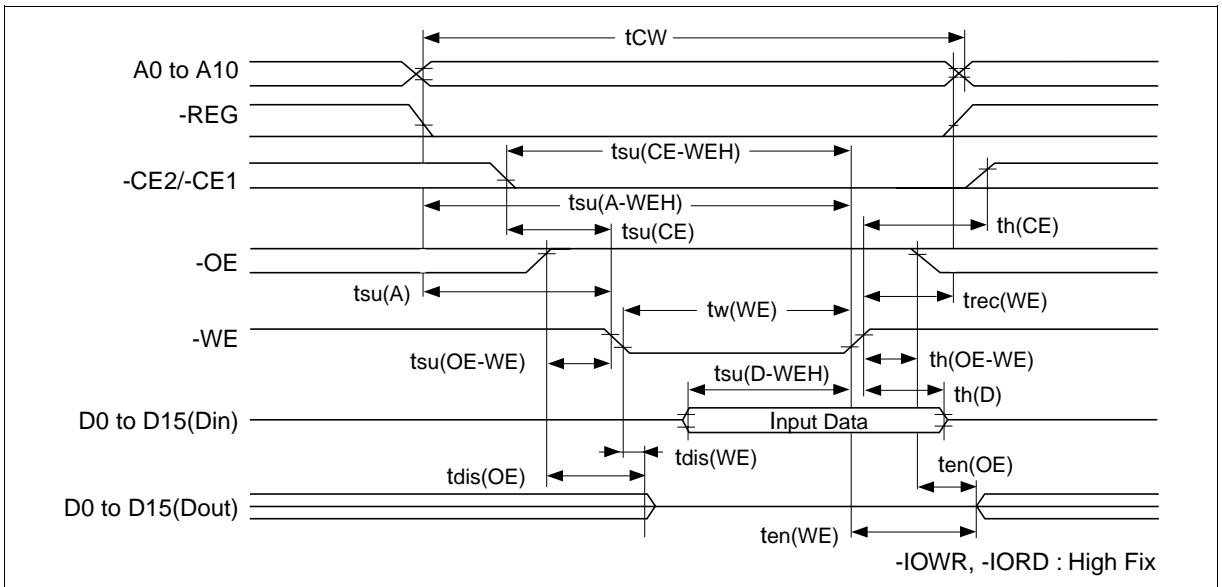 tCW
A0 to A10
-REG
tsu(CE-WEH)
-CE2/-CE1
tsu(A-WEH)
tsu(CE)
th(CE)
-OE
tsu(A)
trec(WE)
tw(WE)
-WE
tsu(OE-WE)
th(OE-WE)
tsu(D-WEH)
th(D)
D0 to D15(Din)
Input Data
tdis(WE)
tdis(OE)
ten(OE)
D0 to D15(Dout)
ten(WE)
-IOWR, -IORD : High Fix